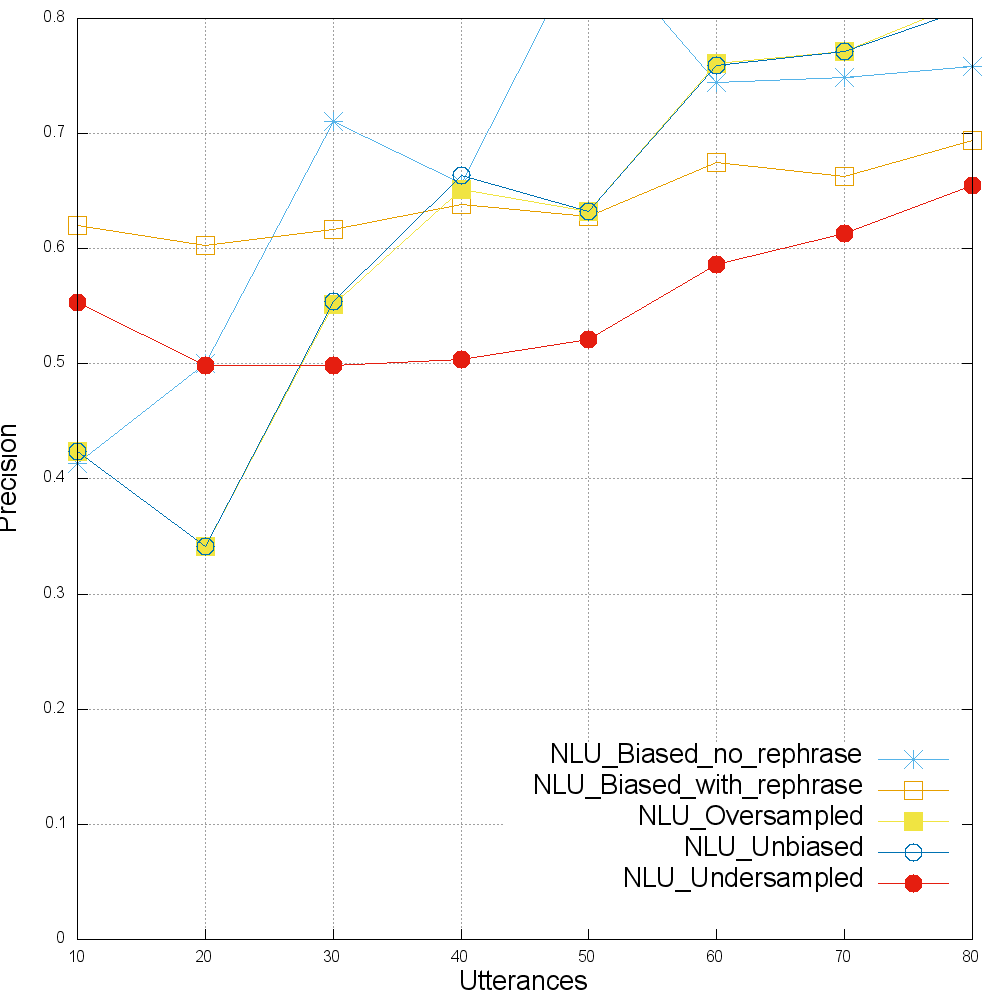 0.8
0.7
0.6
0.5
0.4
0.3
0.2
0.1
0
Precision
NLU_Biased_no_rephrase
NLU_Biased_with_rephrase
NLU_Oversampled
NLU_Unbiased
NLU_Undersampled
10 20 30 40 50 60 70 80
Utterances